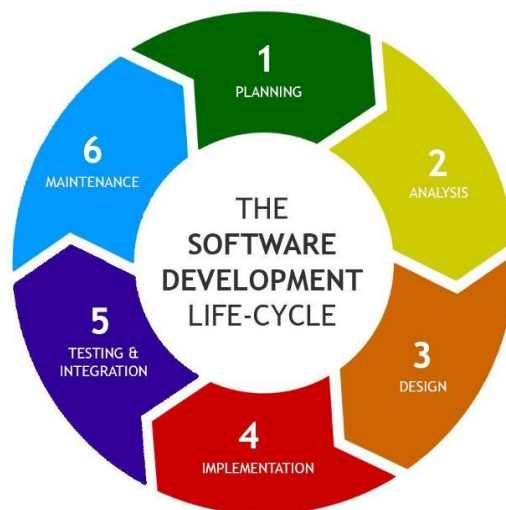 THE
SOFTWARE
DEVELOPMENT
LIFE-CYCLE
1
PLANNING
2
ANALYSIS
3
DESIGN
4
IMPLEMENTATION
5
TESTING &
INTEGRATION
6
MAINTENANCE